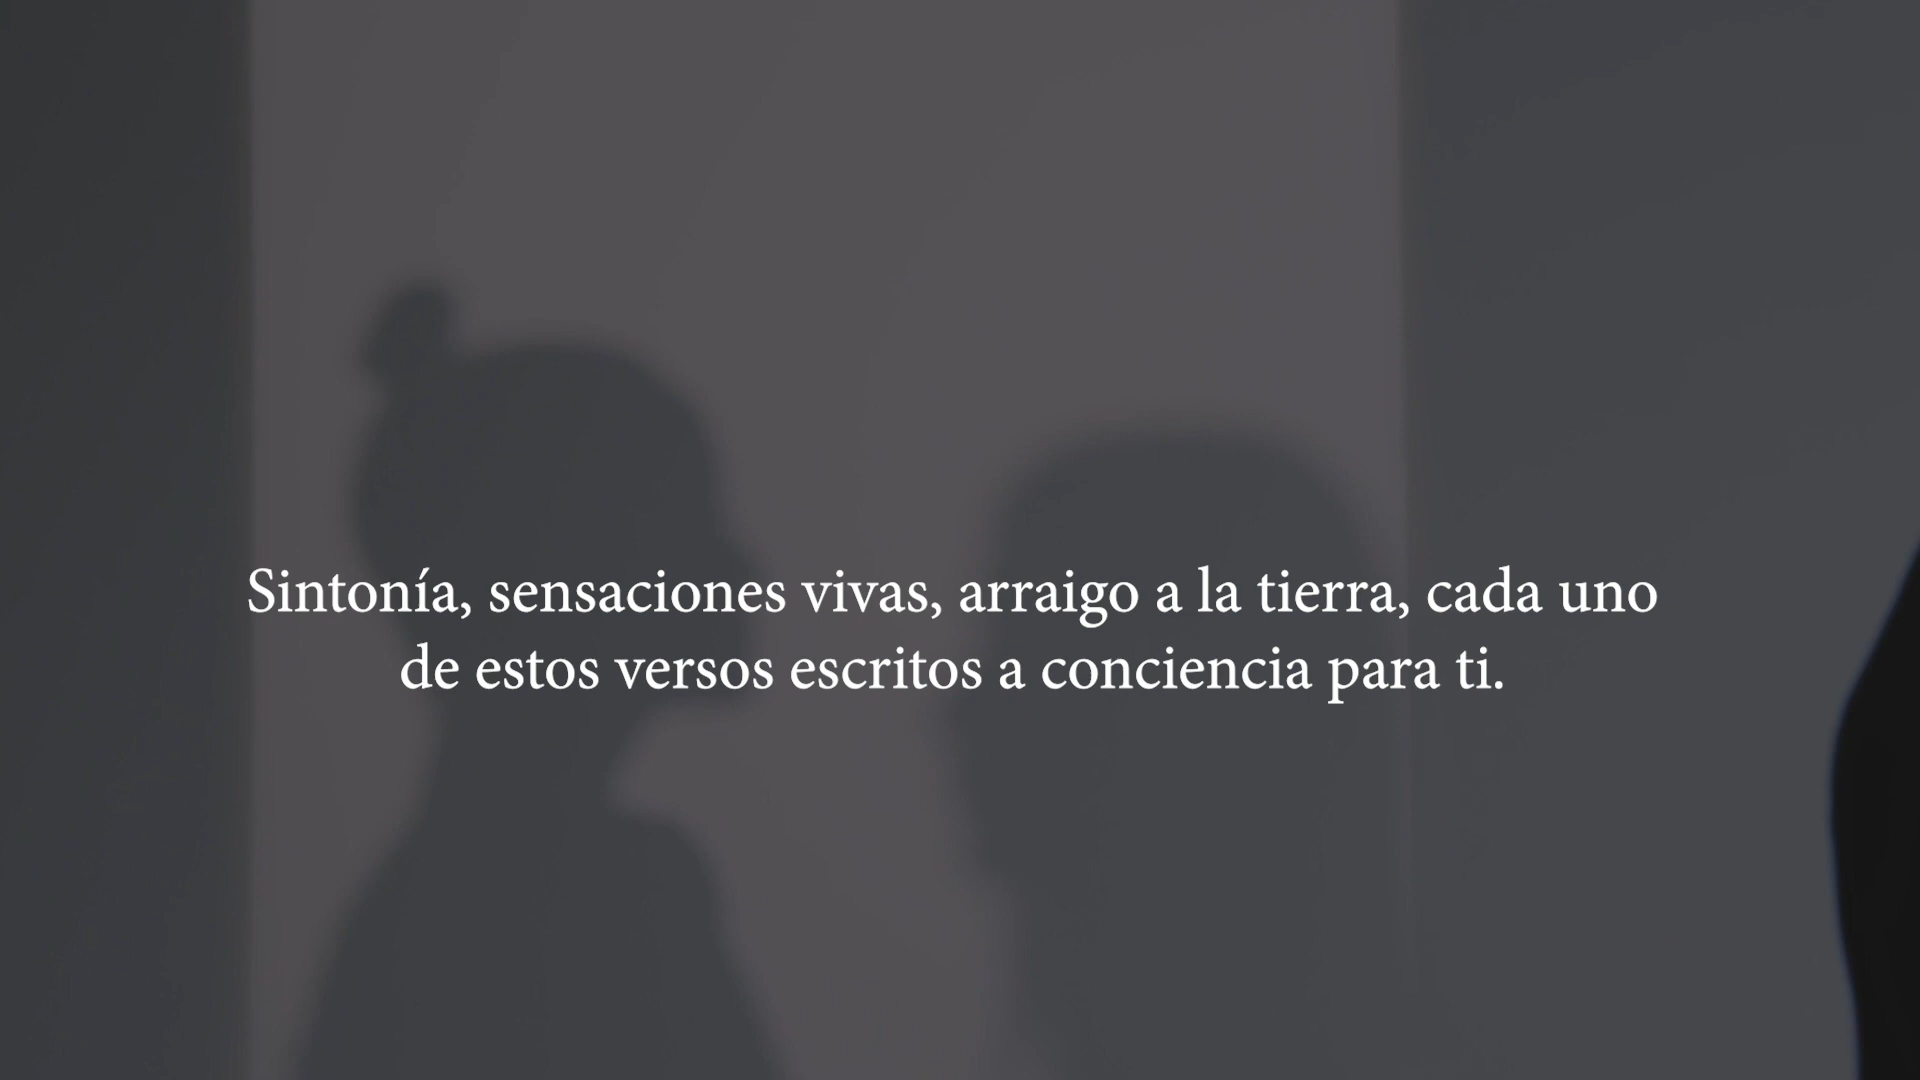 Sintonía, sensaciones vivas, arraigo a la tierra, cada uno
de estos versos escritos a conciencia para ti.